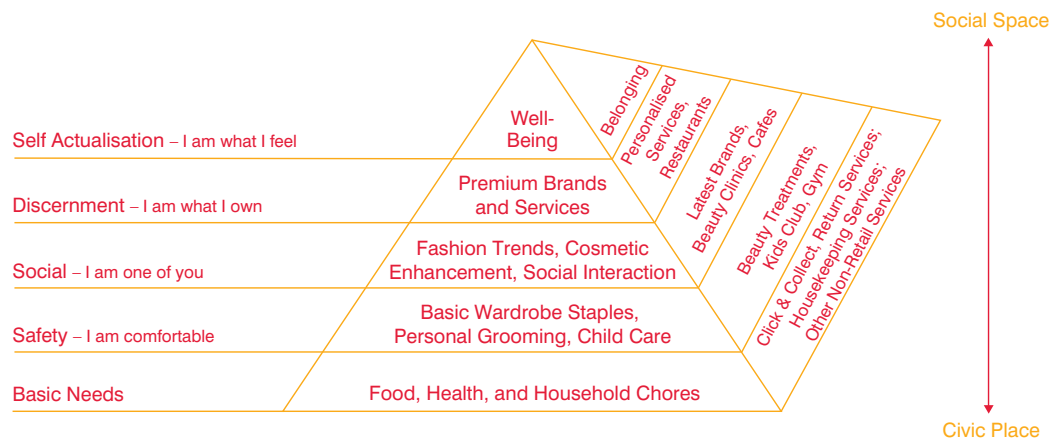 Social Space
Self Actualisation – I am what I feel
Well-
Being
Belonging
Discernment – I am what I own
Premium Brands
and Services
Personalised
Services,
Restaurants
Social – I am one of you
Fashion Trends, Cosmetic
Enhancement, Social Interaction
Latest Brands,
Beauty Clinics, Cafes
Safety – I am comfortable
Basic Wardrobe Staples,
Personal Grooming, Child Care
Beauty Treatments,
Kids Club, Gym
Basic Needs
Food, Health, and Household Chores
Click & Collect, Return Services;
Housekeeping Services;
Other Non-Retail Services
Civic Place